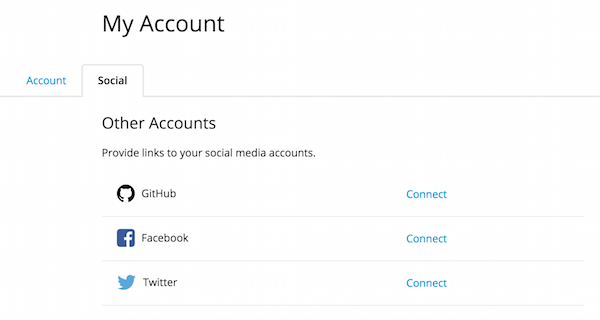 My Account
Account Social
Other Accounts
Provide links to your social media accounts.
GitHub Connect
Facebook Connect
Twitter Connect